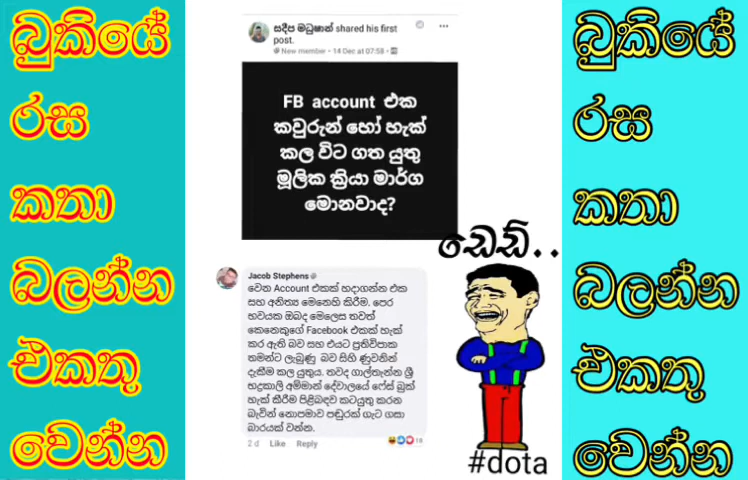 බුකියේ
රස
කතා
බලන්න
එකතු
වෙන්න
සදීප මධුෂාන් shared his first
post.
New member • 14 Dec at 07:58 •
FB account එක
කවුරුන් හෝ හැක්
කල විට ගත යුතු
මූලික ක්‍රියා මාර්ග
මොනවාද?
ඩෙඩ්..
Jacob Stephens
වෙන Account එකක් හදාගන්න එක
සහ අනිත්‍ය මෙනෙහි කිරීම. පෙර
භවයක ඔබද මෙලෙස තවත්
කෙනෙකුගේ Facebook එකක් හැක්
කර ඇති බව සහ එයට ප්‍රතිවිපාක
තමන්ට ලැබුණු බව සිහි නුවනින්
දැකීම කල යුතුය. තවද ගාල්තැන්න ශ්‍රී
භද්‍රකාලි අම්මාන් දේවාලයේ ෆේස් බුක්
හැක් කිරීම පිළිබඳව කටයුතු කරන
බැවින් නොපමාව පඬුරක් ගැට ගසා
බාරයක් වන්න.
2 d Like Reply
18
#dota
බුකියේ
රස
කතා
බලන්න
එකතු
වෙන්න